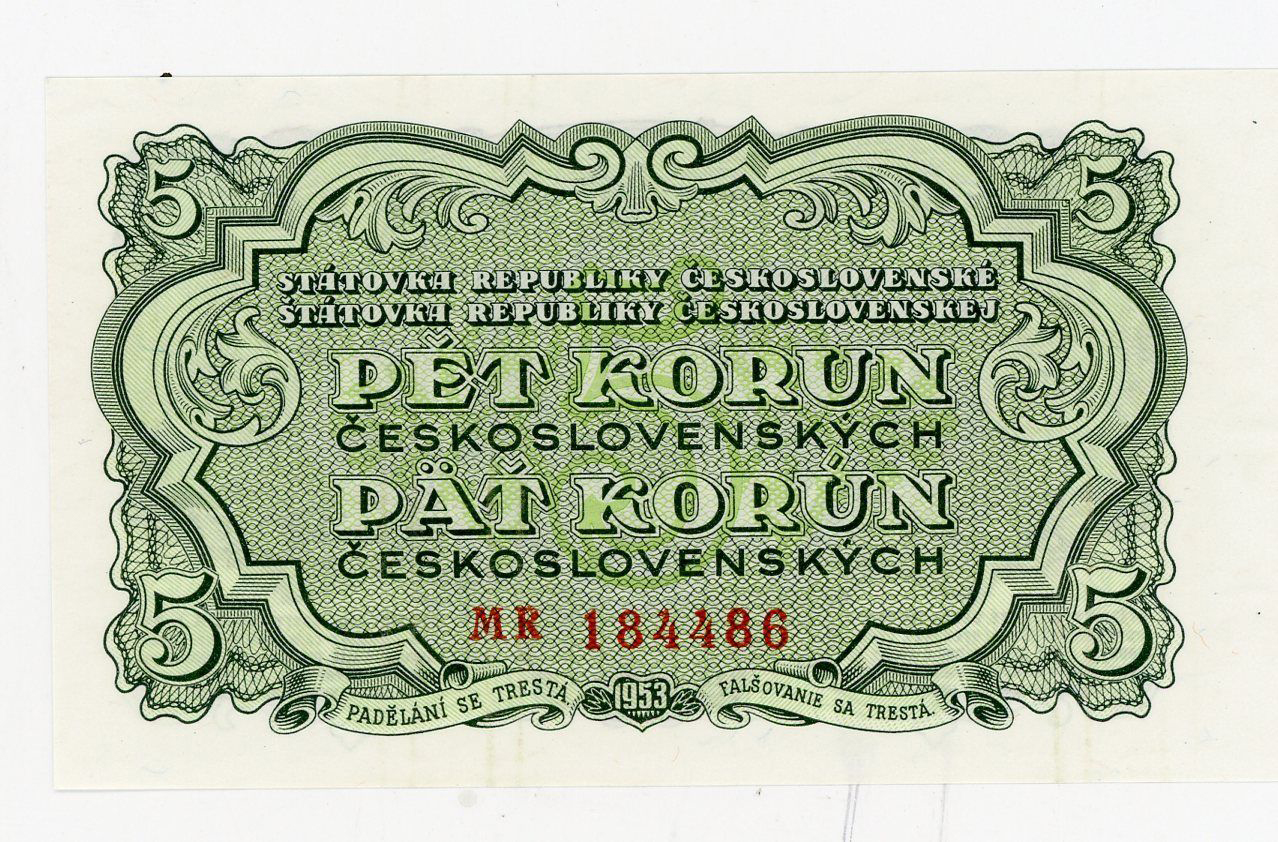 5 5
STÁTOVKA REPUBLIKY ČESKOSLOVENSKÉ
ŠTÁTOVKA REPUBLIKY ČESKOSLOVENSKEJ
PĚT KORUN
ČESKOSLOVENSKÝCH
PÄŤ KORÚN
ČESKOSLOVENSKÝCH
5 5
MR 184486
PADĚLÁNÍ SE TRESTÁ. 1953 FALŠOVANIE SA TRESTÁ.